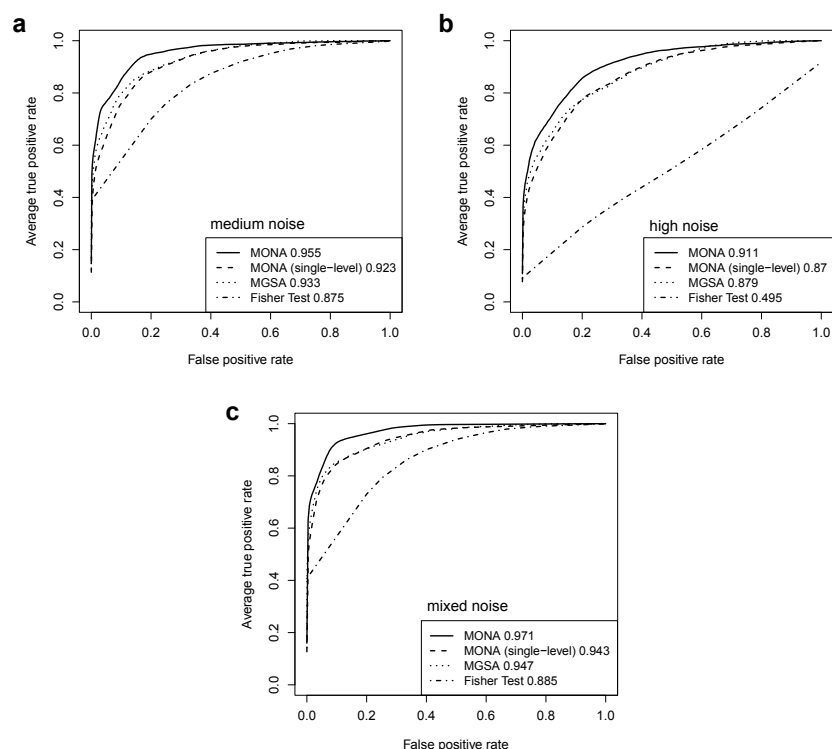 a
1.0
0.8
0.6
0.4
0.2
0.0
Average true positive rate
medium noise
MONA 0.955
MONA (single−level) 0.923
MGSA 0.933
Fisher Test 0.875
0.0 0.2 0.4 0.6 0.8 1.0
False positive rate
b
1.0
0.8
0.6
0.4
0.2
0.0
Average true positive rate
high noise
MONA 0.911
MONA (single−level) 0.87
MGSA 0.879
Fisher Test 0.495
0.0 0.2 0.4 0.6 0.8 1.0
False positive rate
c
1.0
0.8
0.6
0.4
0.2
0.0
Average true positive rate
mixed noise
MONA 0.971
MONA (single−level) 0.943
MGSA 0.947
Fisher Test 0.885
0.0 0.2 0.4 0.6 0.8 1.0
False positive rate